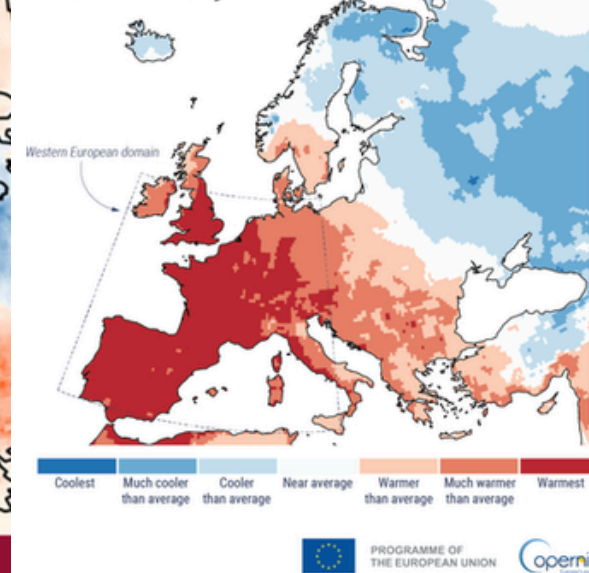 Western European domain
Coolest
Much cooler
than average
Cooler
than average
Near average
Warmer
than average
Much warmer
than average
Warmest
PROGRAMME OF
THE EUROPEAN UNION